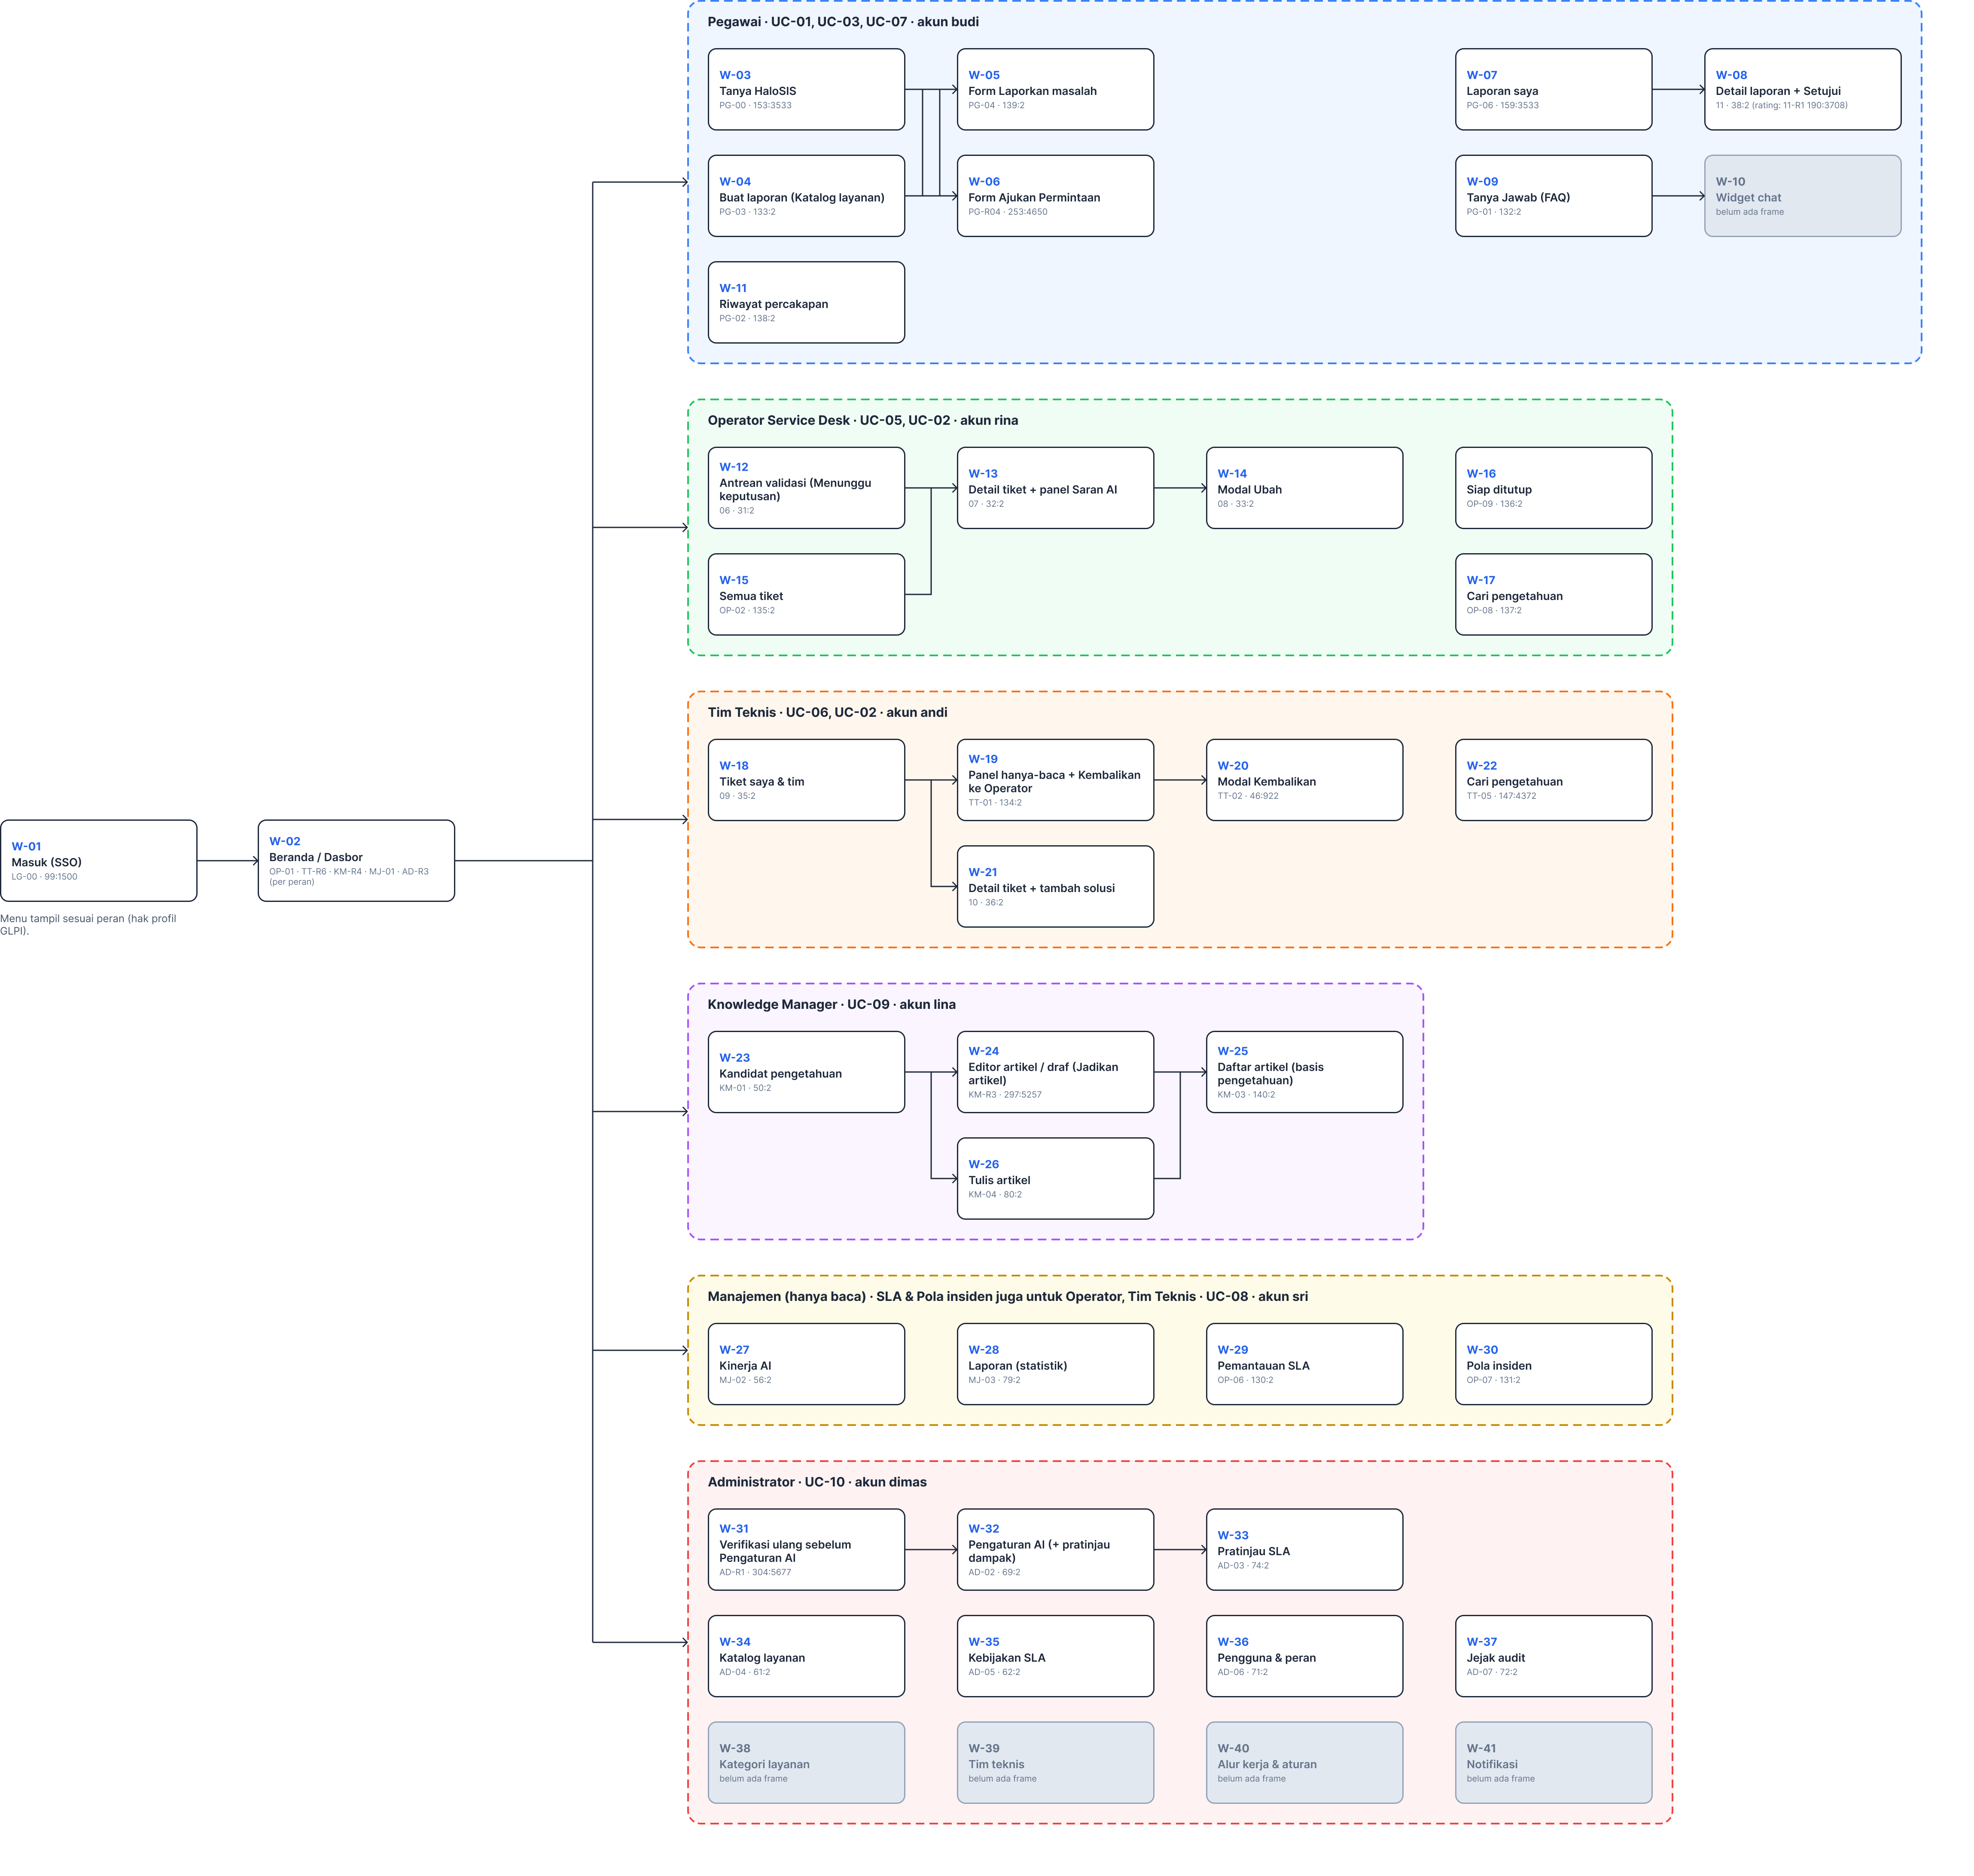 Pegawai · UC-01, UC-03, UC-07 · akun budi
W-03
Tanya HaloSIS
PG-00 · 153:3533
W-05
Form Laporkan masalah
PG-04 · 139:2
W-07
Laporan saya
PG-06 · 159:3533
W-08
Detail laporan + Setujui
11 · 38:2 (rating: 11-R1 190:3708)
W-04
Buat laporan (Katalog layanan)
PG-03 · 133:2
W-06
Form Ajukan Permintaan
PG-R04 · 253:4650
W-09
Tanya Jawab (FAQ)
PG-01 · 132:2
W-10
Widget chat
belum ada frame
W-11
Riwayat percakapan
PG-02 · 138:2
Operator Service Desk · UC-05, UC-02 · akun rina
W-12
Antrean validasi (Menunggu
keputusan)
06 · 31:2
W-13
Detail tiket + panel Saran AI
07 · 32:2
W-14
Modal Ubah
08 · 33:2
W-16
Siap ditutup
OP-09 · 136:2
W-15
Semua tiket
OP-02 · 135:2
W-17
Cari pengetahuan
OP-08 · 137:2
Tim Teknis · UC-06, UC-02 · akun andi
W-18
Tiket saya & tim
09 · 35:2
W-19
Panel hanya-baca + Kembalikan
ke Operator
TT-01 · 134:2
W-20
Modal Kembalikan
TT-02 · 46:922
W-22
Cari pengetahuan
TT-05 · 147:4372
W-21
Detail tiket + tambah solusi
10 · 36:2
W-01
Masuk (SSO)
LG-00 · 99:1500
W-02
Beranda / Dasbor
OP-01 · TT-R6 · KM-R4 · MJ-01 · AD-R3
(per peran)
Menu tampil sesuai peran (hak profil
GLPI).
Knowledge Manager · UC-09 · akun lina
W-23
Kandidat pengetahuan
KM-01 · 50:2
W-24
Editor artikel / draf (Jadikan
artikel)
KM-R3 · 297:5257
W-25
Daftar artikel (basis
pengetahuan)
KM-03 · 140:2
W-26
Tulis artikel
KM-04 · 80:2
Manajemen (hanya baca) · SLA & Pola insiden juga untuk Operator, Tim Teknis · UC-08 · akun sri
W-27
Kinerja AI
MJ-02 · 56:2
W-28
Laporan (statistik)
MJ-03 · 79:2
W-29
Pemantauan SLA
OP-06 · 130:2
W-30
Pola insiden
OP-07 · 131:2
Administrator · UC-10 · akun dimas
W-31
Verifikasi ulang sebelum
Pengaturan AI
AD-R1 · 304:5677
W-32
Pengaturan AI (+ pratinjau
dampak)
AD-02 · 69:2
W-33
Pratinjau SLA
AD-03 · 74:2
W-34
Katalog layanan
AD-04 · 61:2
W-35
Kebijakan SLA
AD-05 · 62:2
W-36
Pengguna & peran
AD-06 · 71:2
W-37
Jejak audit
AD-07 · 72:2
W-38
Kategori layanan
belum ada frame
W-39
Tim teknis
belum ada frame
W-40
Alur kerja & aturan
belum ada frame
W-41
Notifikasi
belum ada frame